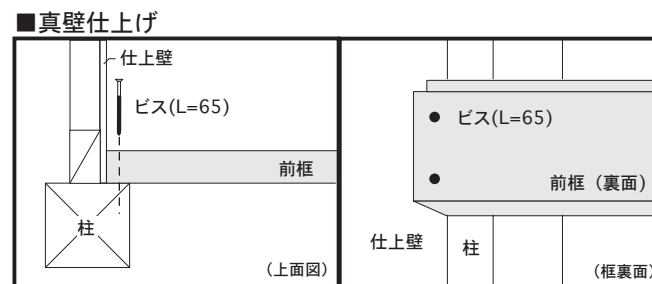 ■真壁仕上げ
仕上壁
ビス(L=65)
前框
柱
(上面図)
ビス(L=65)
前框（裏面）
仕上壁
柱
(框裏面)